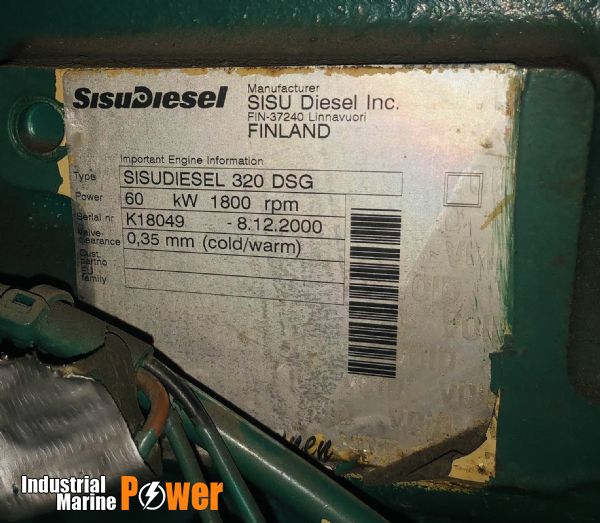 SISUDIESEL
Manufacturer
SISU Diesel Inc.
FIN-37240 Linnavuori
FINLAND
Important Engine Information
Type SISUDIESEL 320 DSG
Power 60 kW 1800 rpm
Serial nr K18049 - 8.12.2000
Valve-
clearance 0,35 mm (cold/warm)
Cust.
partno
EU
family
Industrial
Marine Power